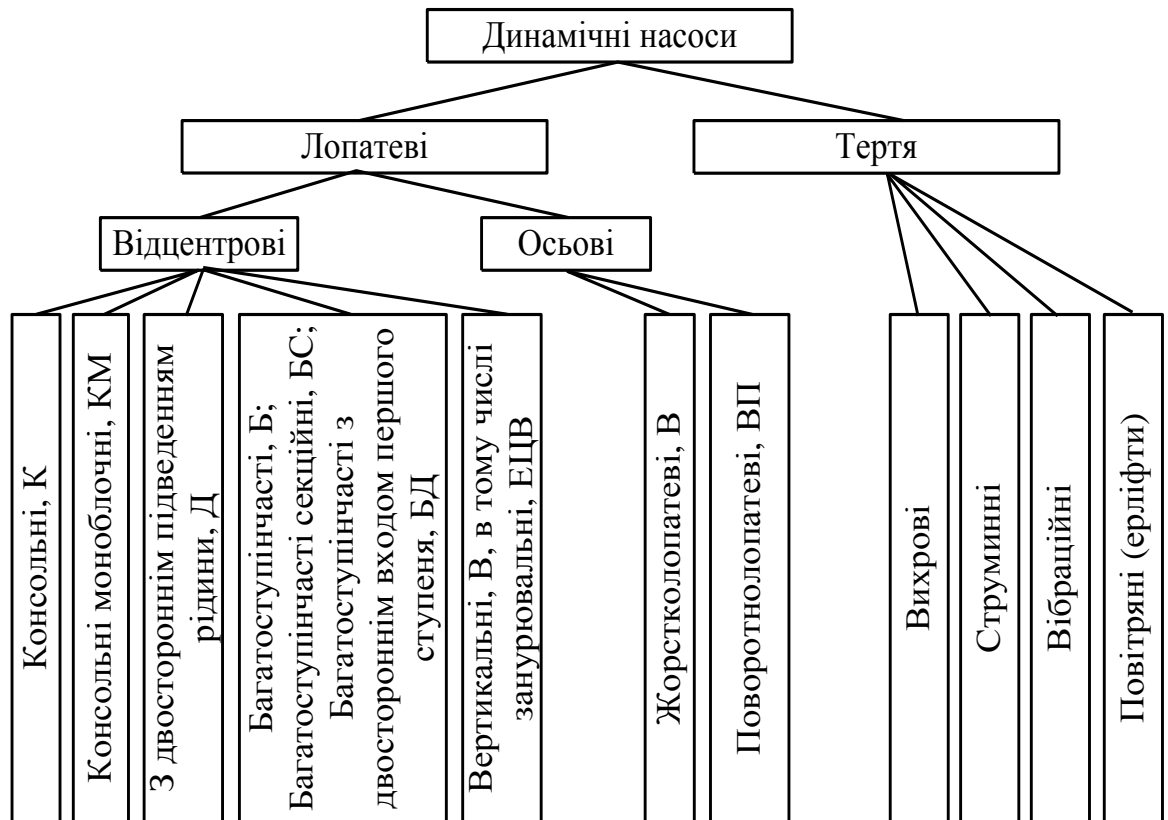 Динамічні насоси
Лопатеві
Тертя
Відцентрові
Осьові
Консольні, К
Консольні моноблочні, КМ
З двостороннім підведенням
рідини, Д
Багатоступінчасті, Б;
Багатоступінчасті секційні, БС;
Багатоступінчасті з
двостороннім входом першого
ступеня, БД
Вертикальні, В, в тому числі
занурювальні, ЕЦВ
Жорстколопатеві, В
Поворотнолопатеві, ВП
Вихрові
Струминні
Вібраційні
Повітряні (ерліфти)